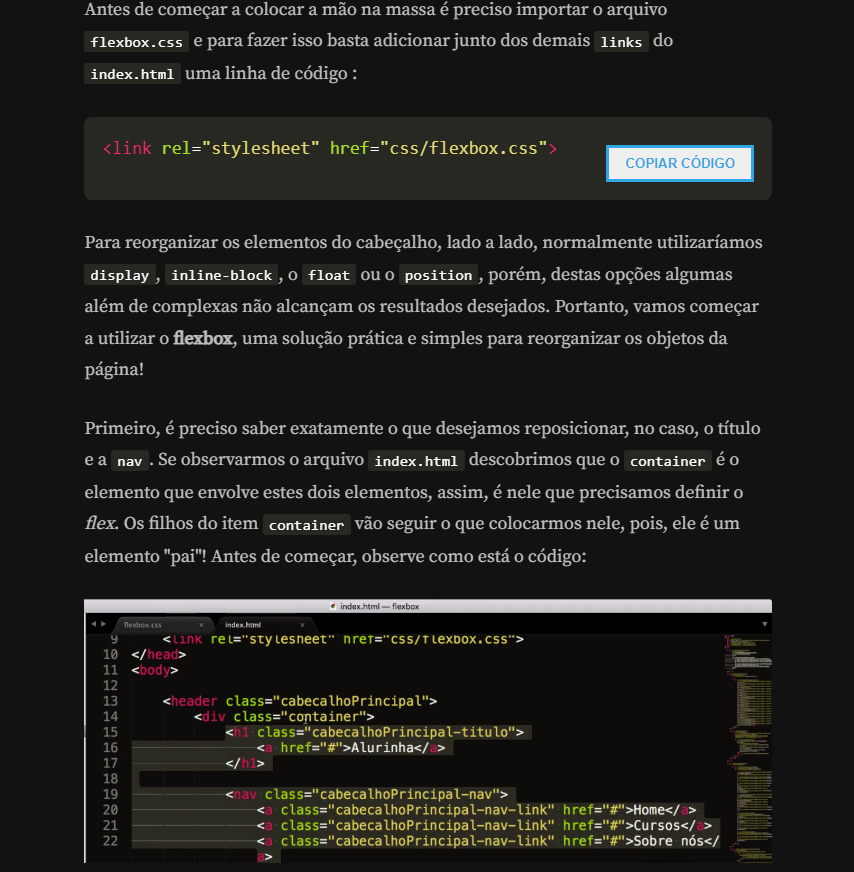 Antes de começar a colocar a mão na massa é preciso importar o arquivo
flexbox.css e para fazer isso basta adicionar junto dos demais links do
index.html uma linha de código :
<link rel="stylesheet" href="css/flexbox.css">
COPIAR CÓDIGO
Para reorganizar os elementos do cabeçalho, lado a lado, normalmente utilizaríamos
display, inline-block, o float ou o position, porém, destas opções algumas
além de complexas não alcançam os resultados desejados. Portanto, vamos começar
a utilizar o flexbox, uma solução prática e simples para reorganizar os objetos da
página!
Primeiro, é preciso saber exatamente o que desejamos reposicionar, no caso, o título
e a nav. Se observarmos o arquivo index.html descobrimos que o container é o
elemento que envolve estes dois elementos, assim, é nele que precisamos definir o
flex. Os filhos do item container vão seguir o que colocarmos nele, pois, ele é um
elemento "pai"! Antes de começar, observe como está o código:
index.html — flexbox
flexbox.css × index.html ×
9 <link rel="stylesheet" href="css/flexbox.css">
10 </head>
11 <body>
12
13 <header class="cabecalhoPrincipal">
14 <div class="container">
15 <h1 class="cabecalhoPrincipal-titulo">
16 <a href="#">Alurinha</a>
17 </h1>
18
19 <nav class="cabecalhoPrincipal-nav">
20 <a class="cabecalhoPrincipal-nav-link" href="#">Home</a>
21 <a class="cabecalhoPrincipal-nav-link" href="#">Cursos</a>
22 <a class="cabecalhoPrincipal-nav-link" href="#">Sobre nós</
a>